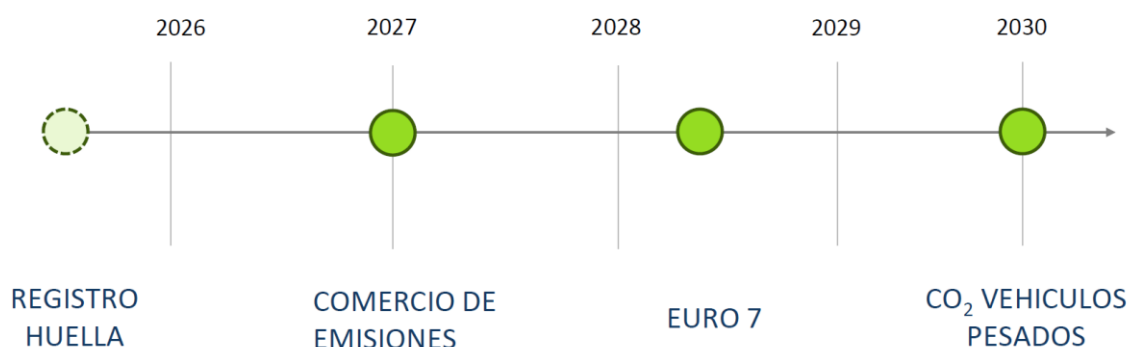 2026
2027
2028
2029
2030
REGISTRO
HUELLA
COMERCIO DE
EMISIONES
EURO 7
CO₂ VEHICULOS
PESADOS